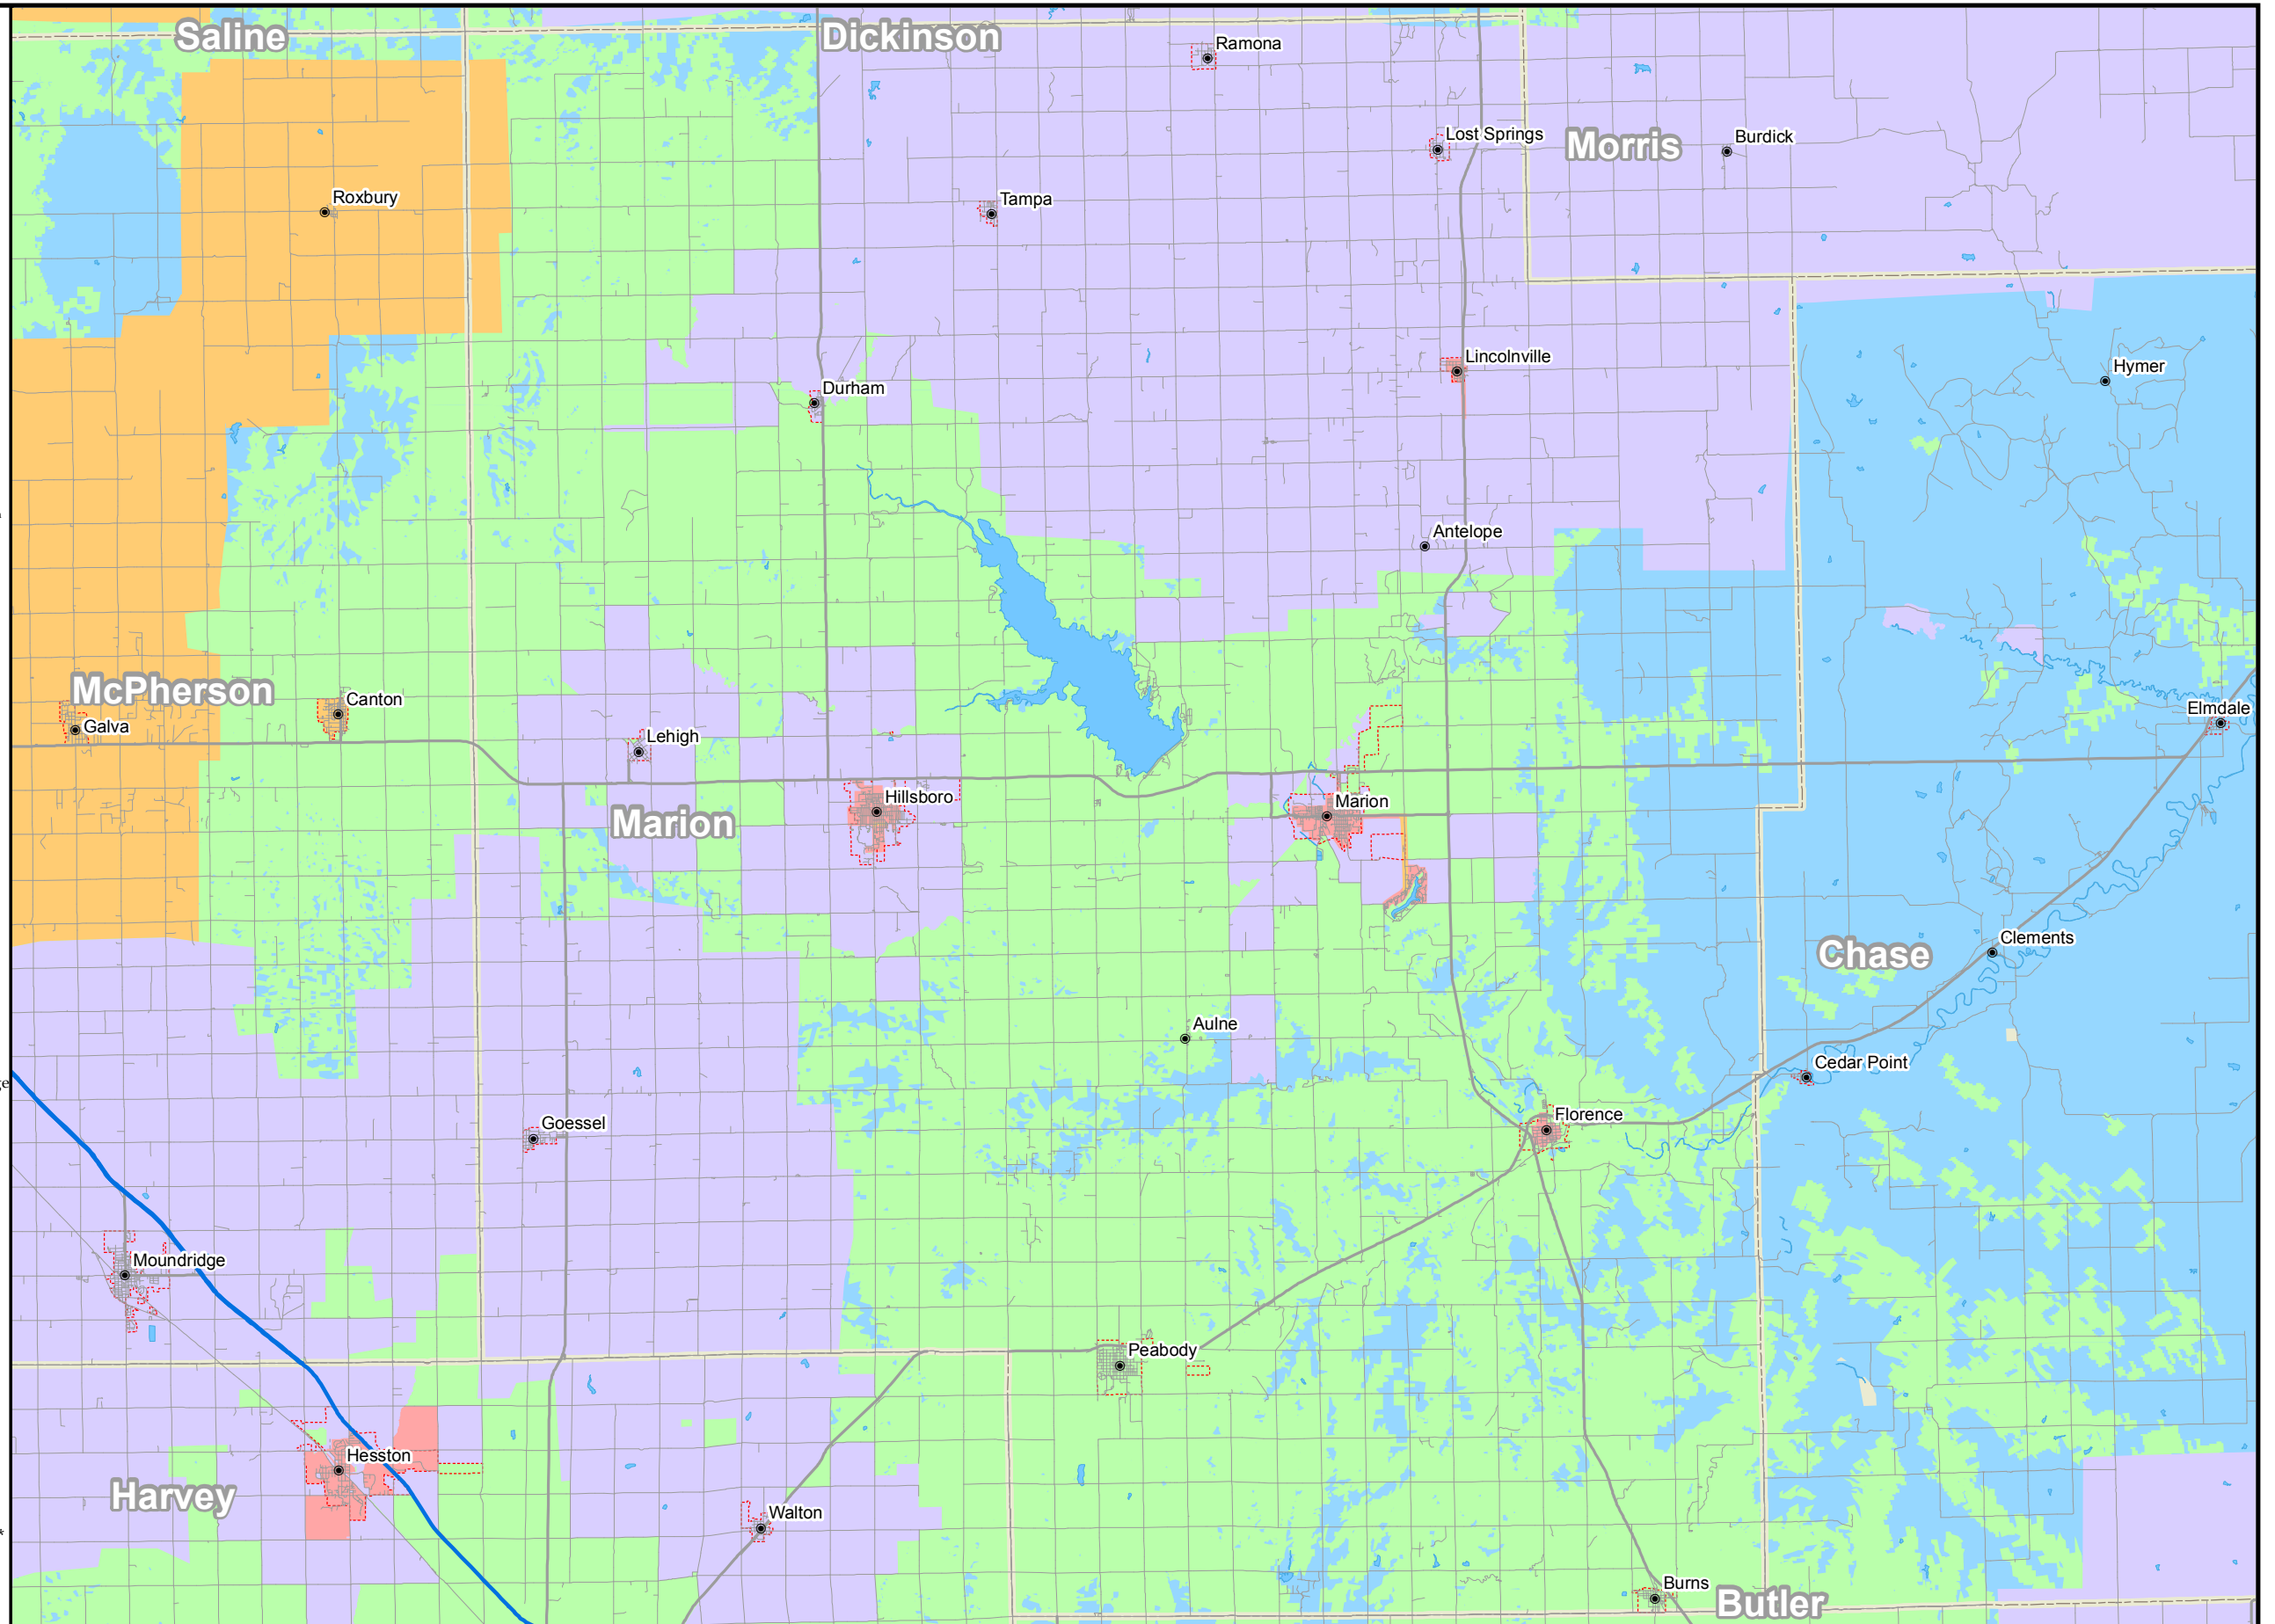 Saline
Dickinson
Ramona
Lost Springs
Morris
Burdick
Roxbury
Tampa
Lincolnville
Hymer
Durham
Antelope
McPherson
Canton
Galva
Lehigh
Elmdale
Hillsboro
Marion
Marion
Clements
Chase
Aulne
Cedar Point
ge
Goessel
Florence
Moundridge
Peabody
Hesston
Harvey
Walton
*
Burns
Butler